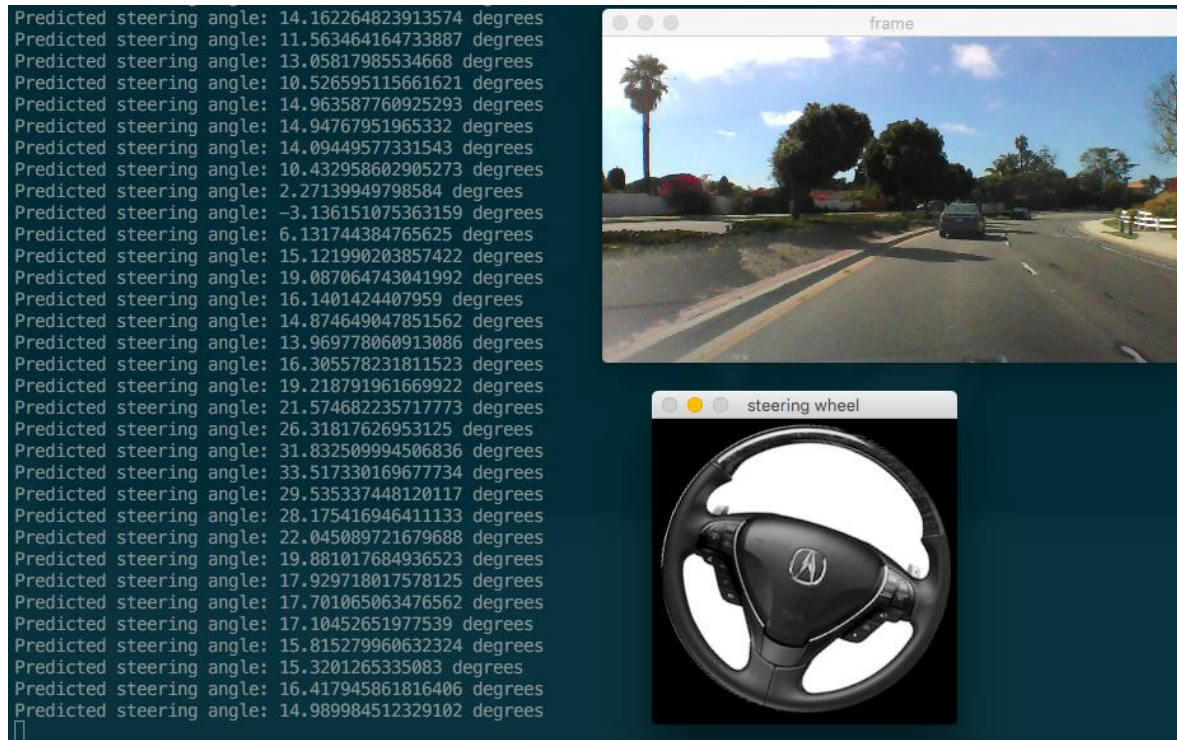 Predicted steering angle: 14.162264823913574 degrees
Predicted steering angle: 11.563464164733887 degrees
Predicted steering angle: 13.05817985534668 degrees
Predicted steering angle: 10.526595115661621 degrees
Predicted steering angle: 14.963587760925293 degrees
Predicted steering angle: 14.94767951965332 degrees
Predicted steering angle: 14.09449577331543 degrees
Predicted steering angle: 10.432958602905273 degrees
Predicted steering angle: 2.27139949798584 degrees
Predicted steering angle: -3.136151075363159 degrees
Predicted steering angle: 6.131744384765625 degrees
Predicted steering angle: 15.121990203857422 degrees
Predicted steering angle: 19.087064743041992 degrees
Predicted steering angle: 16.1401424407959 degrees
Predicted steering angle: 14.874649047851562 degrees
Predicted steering angle: 13.969778060913086 degrees
Predicted steering angle: 16.305578231811523 degrees
Predicted steering angle: 19.218791961669922 degrees
Predicted steering angle: 21.574682235717773 degrees
Predicted steering angle: 26.31817626953125 degrees
Predicted steering angle: 31.832509994506836 degrees
Predicted steering angle: 33.517330169677734 degrees
Predicted steering angle: 29.535337448120117 degrees
Predicted steering angle: 28.175416946411133 degrees
Predicted steering angle: 22.045089721679688 degrees
Predicted steering angle: 19.881017684936523 degrees
Predicted steering angle: 17.929718017578125 degrees
Predicted steering angle: 17.701065063476562 degrees
Predicted steering angle: 17.10452651977539 degrees
Predicted steering angle: 15.815279960632324 degrees
Predicted steering angle: 15.3201265335083 degrees
Predicted steering angle: 16.417945861816406 degrees
Predicted steering angle: 14.989984512329102 degrees
frame
steering wheel